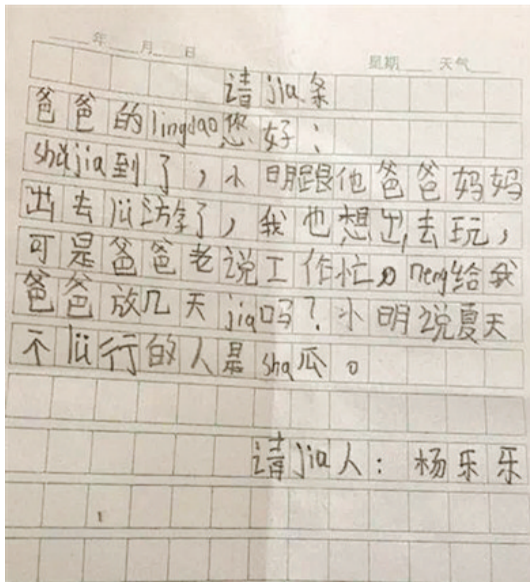 年 月 日 星期 天气
请jia条
爸爸的lingdao您好：
shǔjia到了，小明跟他爸爸妈妈
出去lǚ游了，我也想出去玩，
可是爸爸老说工作忙。neng给我
爸爸放几天jia吗？小明说夏天
不lǚ行的人是sha瓜。
请jia人：杨乐乐